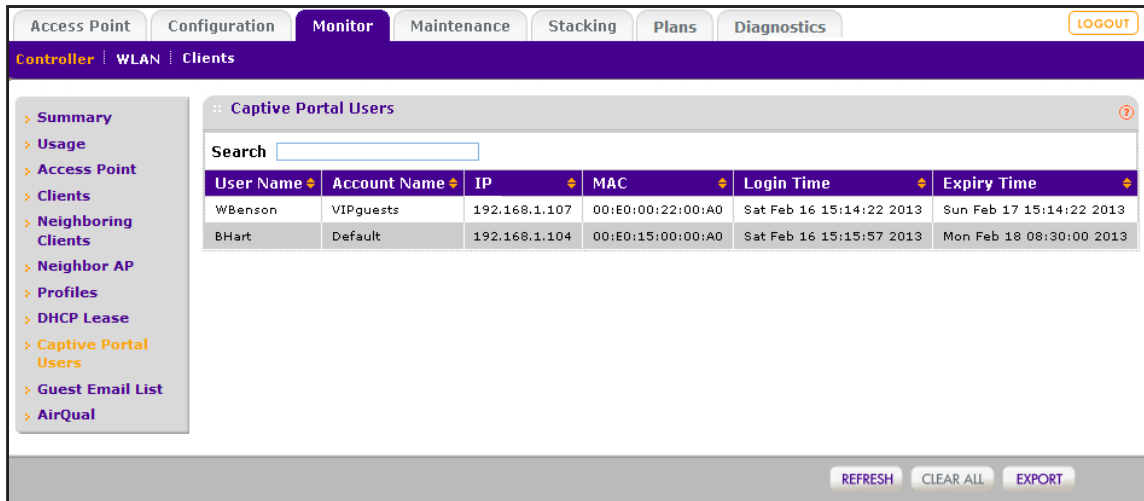 Access Point Configuration Monitor Maintenance Stacking Plans Diagnostics LOGOUT
Controller WLAN Clients
Summary
Usage
Access Point
Clients
Neighboring
Clients
Neighbor AP
Profiles
DHCP Lease
Captive Portal
Users
Guest Email List
AirQual
Captive Portal Users ?
Search
User Name Account Name IP MAC Login Time Expiry Time
WBenson VIPguests 192.168.1.107 00:E0:00:22:00:A0 Sat Feb 16 15:14:22 2013 Sun Feb 17 15:14:22 2013
BHart Default 192.168.1.104 00:E0:15:00:00:A0 Sat Feb 16 15:15:57 2013 Mon Feb 18 08:30:00 2013
REFRESH CLEAR ALL EXPORT